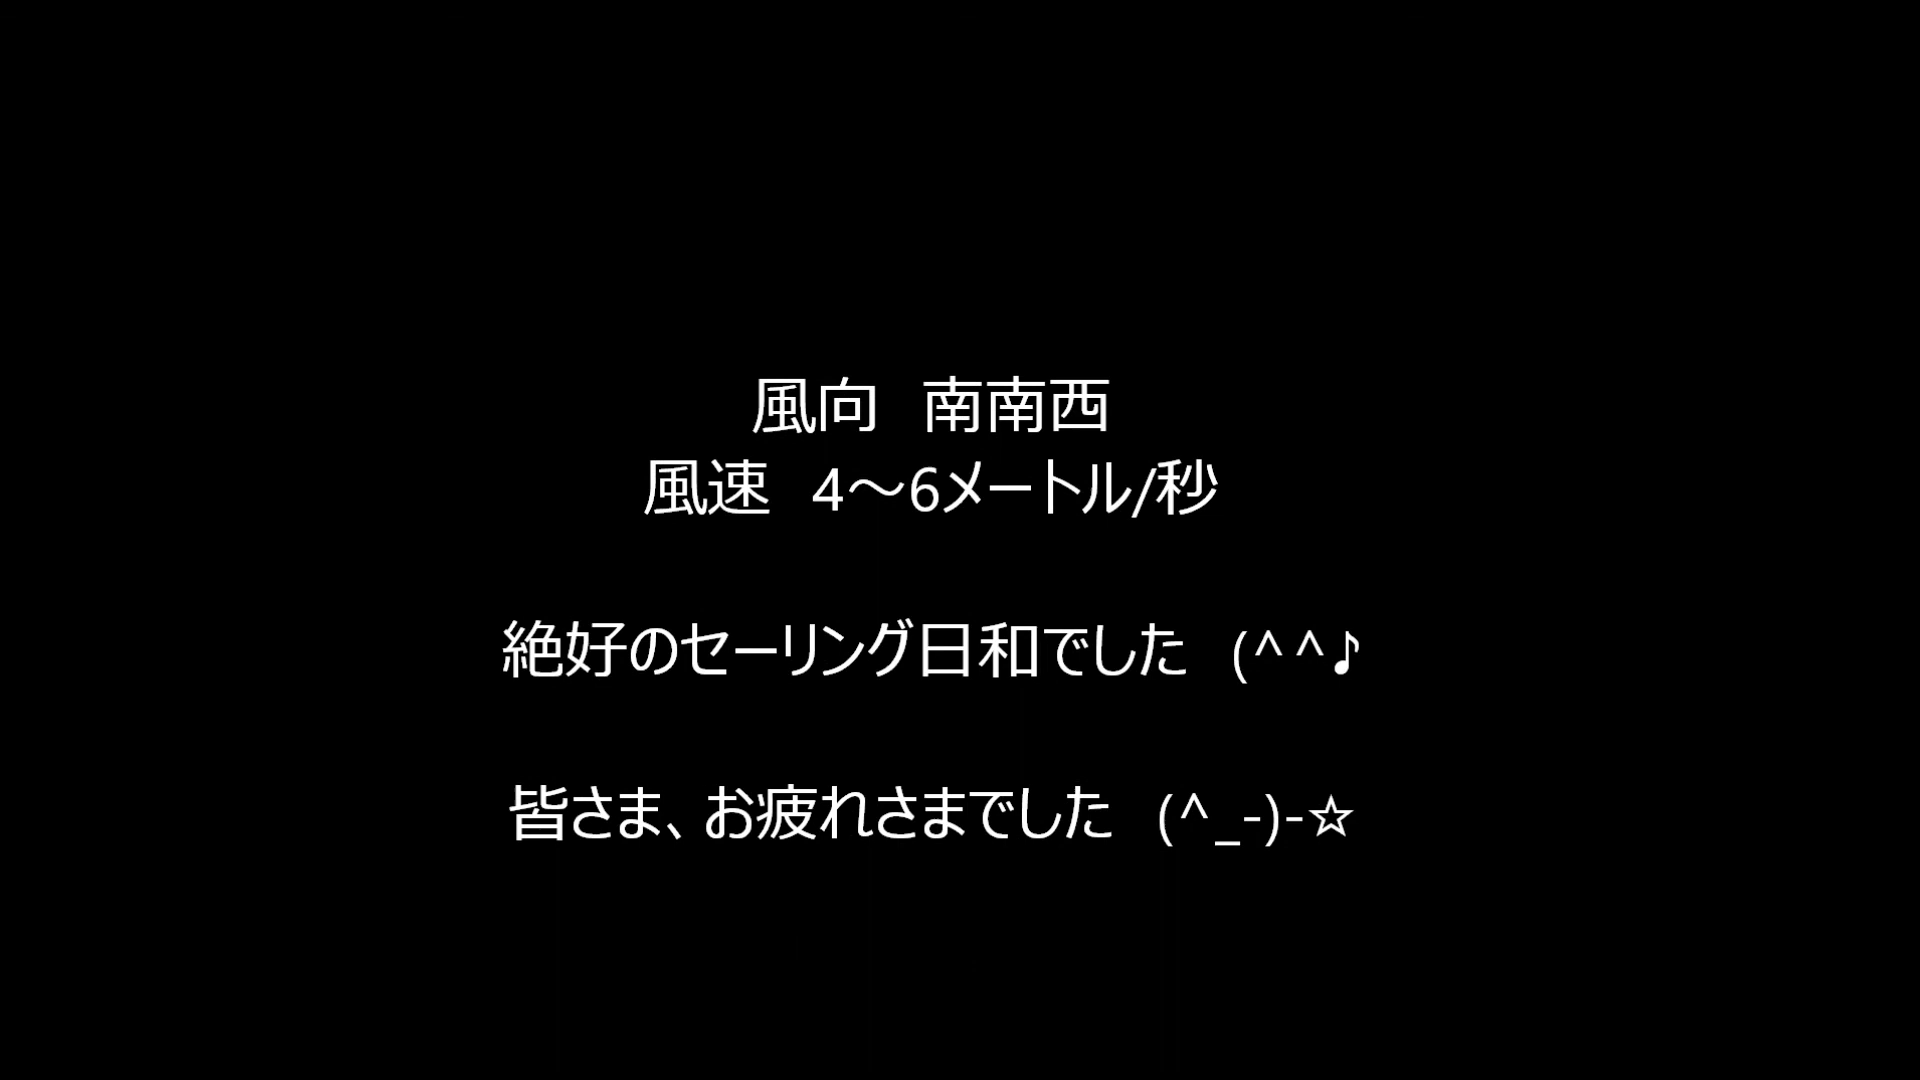 風向　南南西
風速　4～6メートル/秒
絶好のセーリング日和でした　(^^♪
皆さま、お疲れさまでした　(^_-)-☆